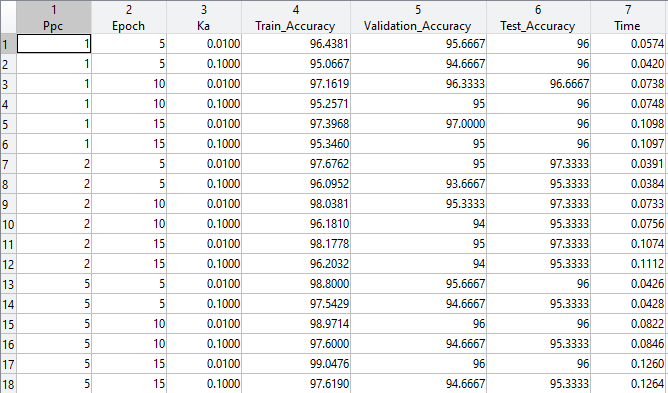 1 2 3 4 5 6 7
Ppc Epoch Ka Train_Accuracy Validation_Accuracy Test_Accuracy Time
1 1 5 0.0100 96.4381 95.6667 96 0.0574
2 1 5 0.1000 95.0667 94.6667 96 0.0420
3 1 10 0.0100 97.1619 96.3333 96.6667 0.0738
4 1 10 0.1000 95.2571 95 96 0.0748
5 1 15 0.0100 97.3968 97.0000 96 0.1098
6 1 15 0.1000 95.3460 95 96 0.1097
7 2 5 0.0100 97.6762 95 97.3333 0.0391
8 2 5 0.1000 96.0952 93.6667 95.3333 0.0384
9 2 10 0.0100 98.0381 95.3333 97.3333 0.0733
10 2 10 0.1000 96.1810 94 95.3333 0.0756
11 2 15 0.0100 98.1778 95 97.3333 0.1074
12 2 15 0.1000 96.2032 94 95.3333 0.1112
13 5 5 0.0100 98.8000 95.6667 96 0.0426
14 5 5 0.1000 97.5429 94.6667 95.3333 0.0428
15 5 10 0.0100 98.9714 96 96 0.0822
16 5 10 0.1000 97.6000 94.6667 95.3333 0.0846
17 5 15 0.0100 99.0476 96 96 0.1260
18 5 15 0.1000 97.6190 94.6667 95.3333 0.1264